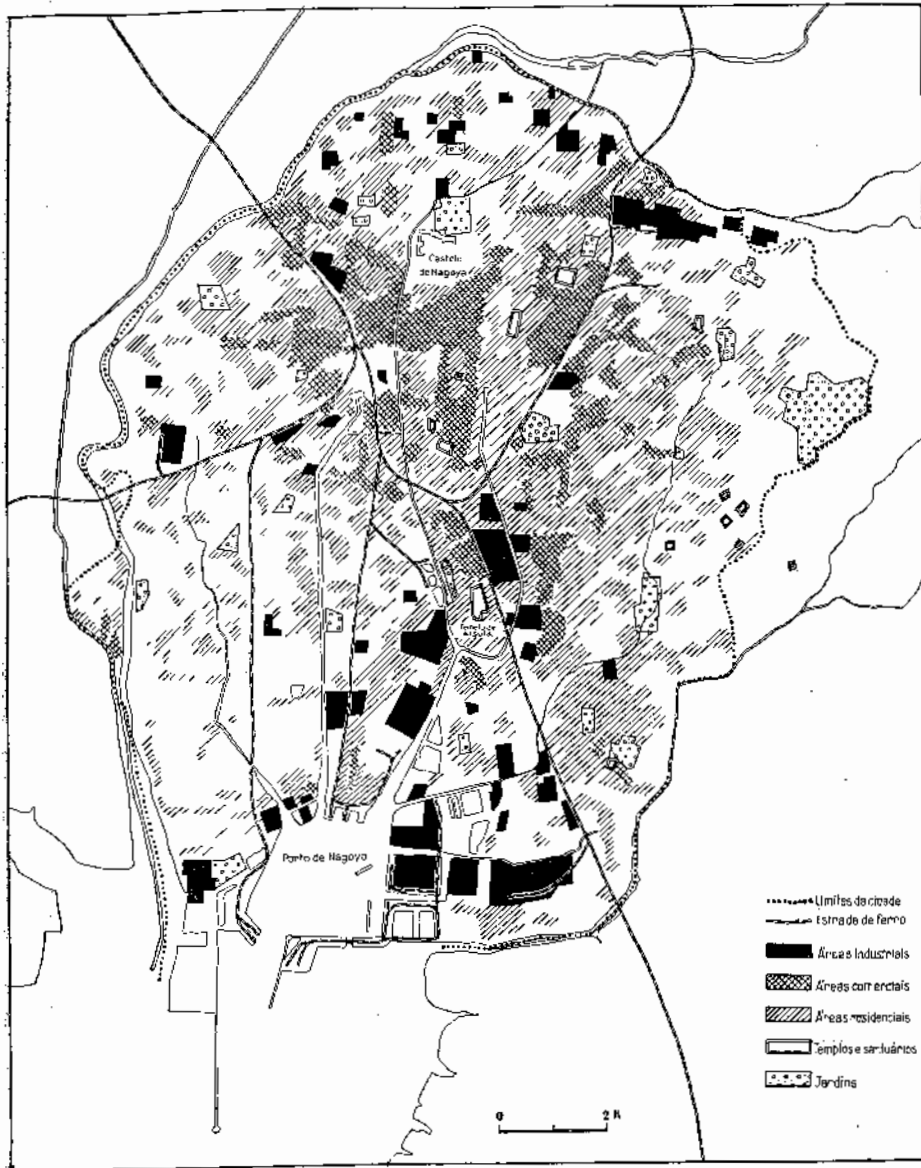 Castelo
de Nagoya
Porto de Nagoya
Limites da cidade
Estrada de ferro
Áreas Industriais
Áreas comerciais
Áreas residenciais
Templos e santuários
Jardins
0 2 K